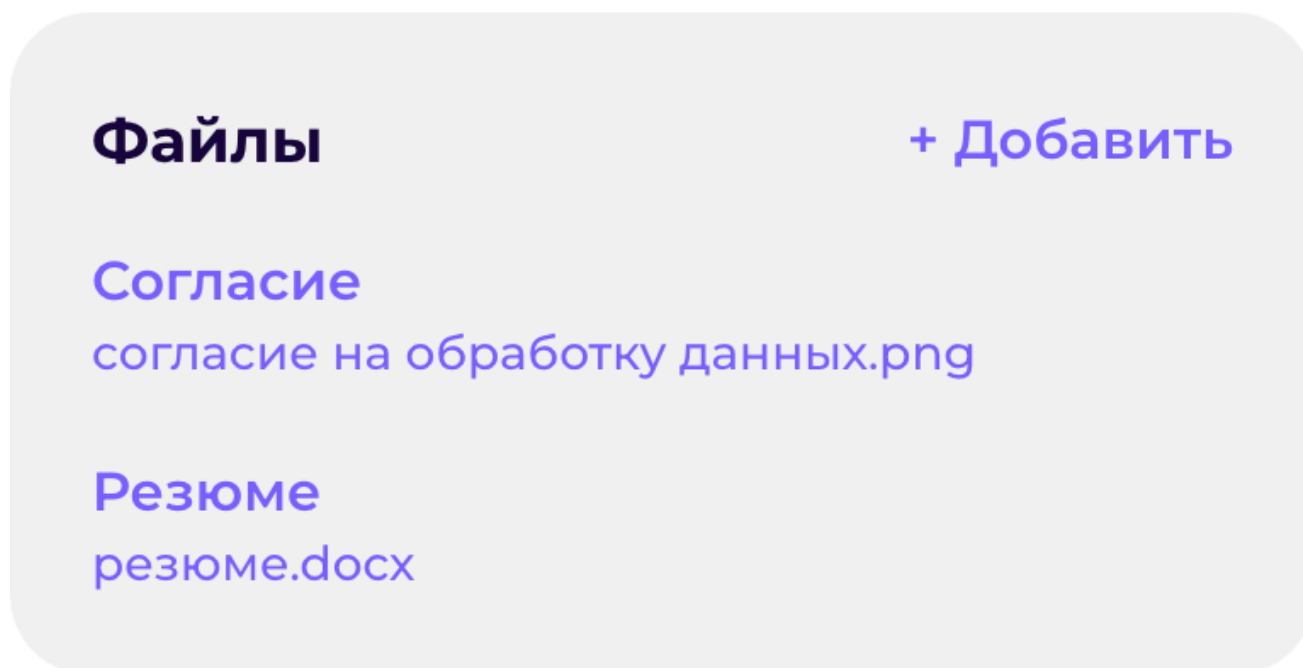 Файлы
+ Добавить
Согласие
согласие на обработку данных.png
Резюме
резюме.docx